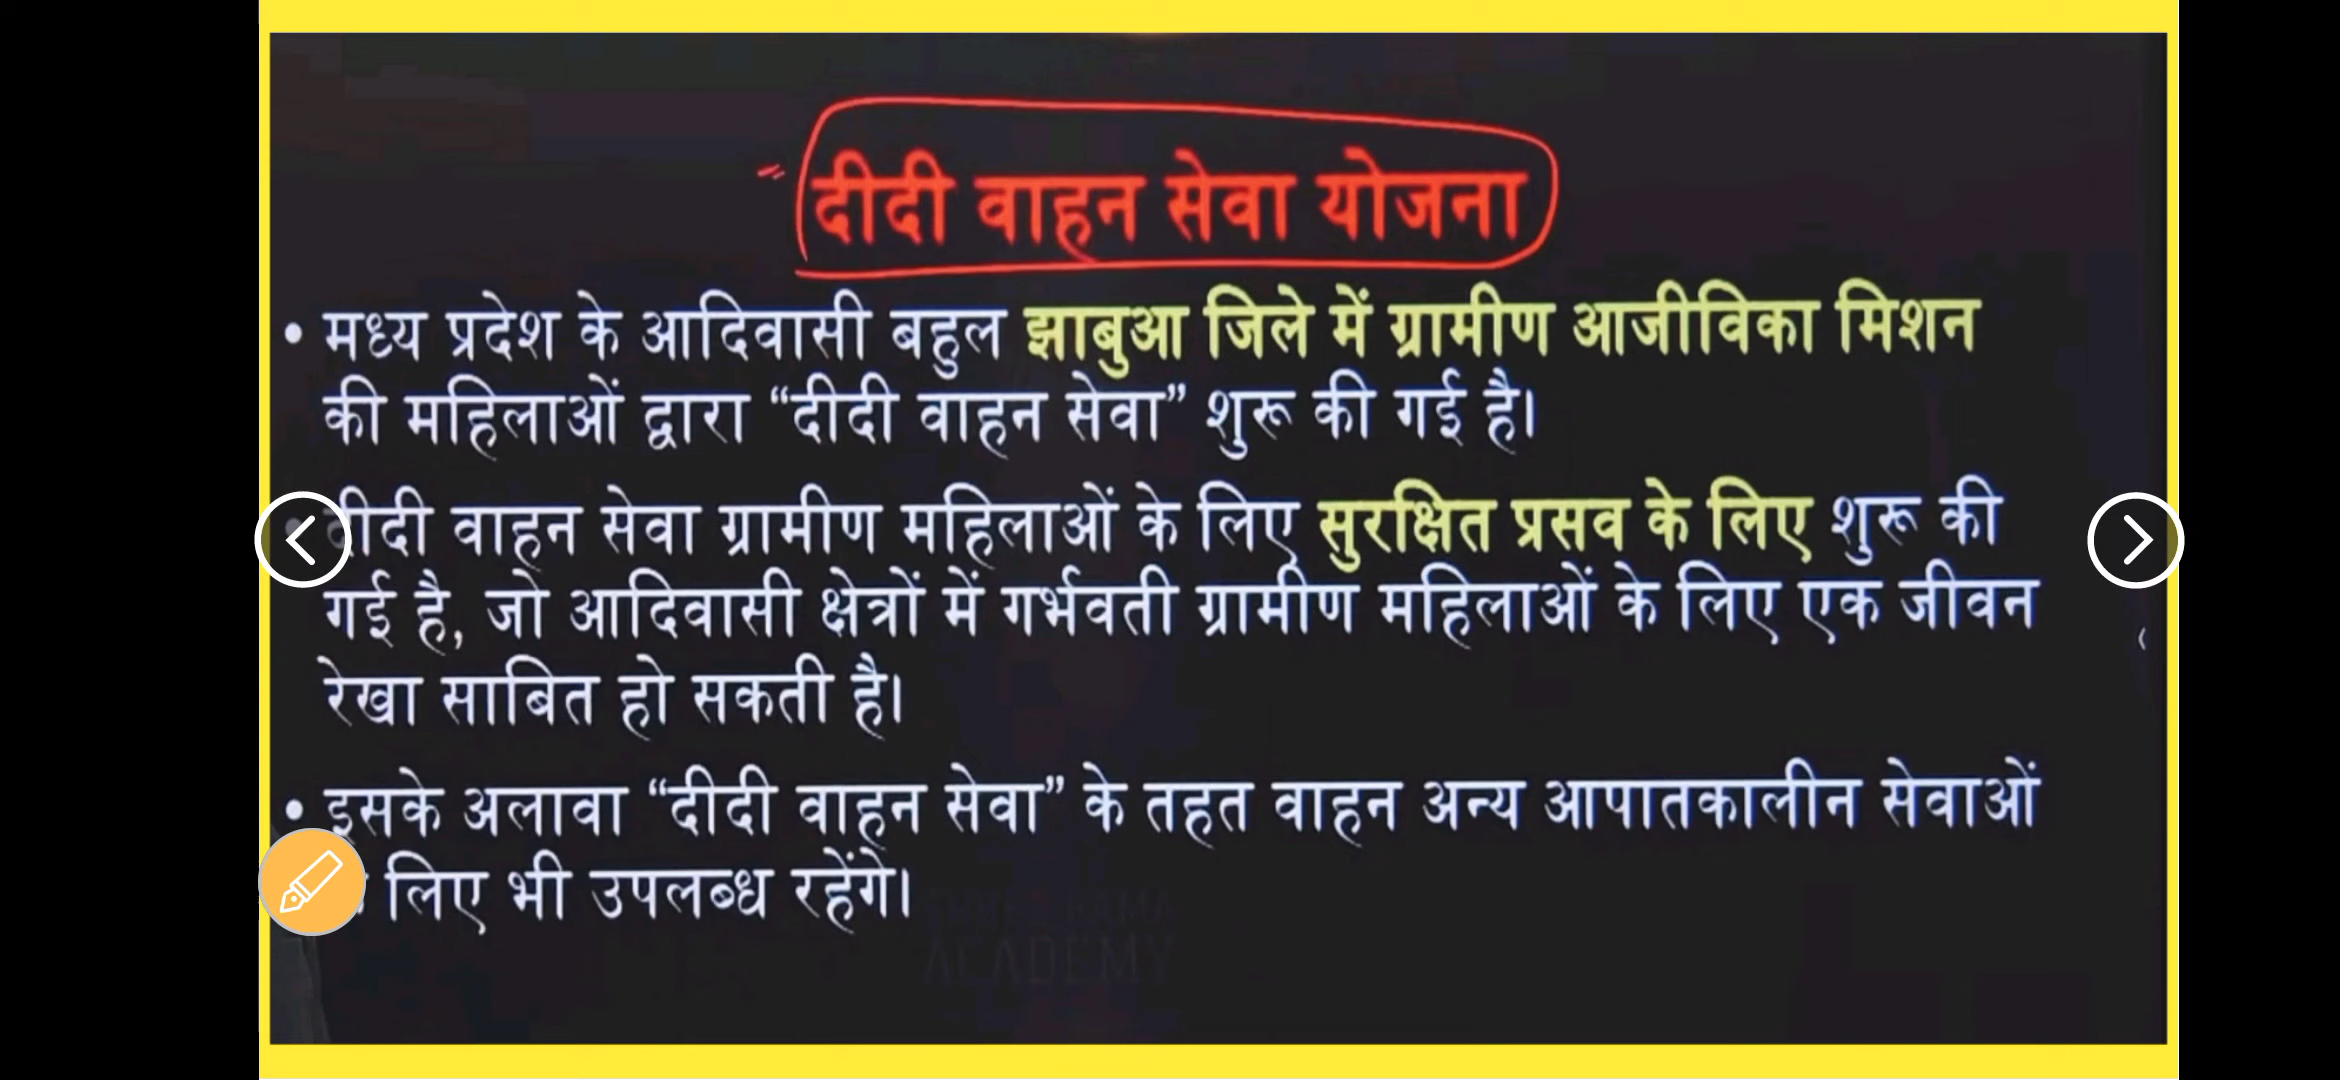 दीदी वाहन सेवा योजना
• मध्य प्रदेश के आदिवासी बहुल झाबुआ जिले में ग्रामीण आजीविका मिशन
की महिलाओं द्वारा “दीदी वाहन सेवा” शुरू की गई है।
दीदी वाहन सेवा ग्रामीण महिलाओं के लिए सुरक्षित प्रसव के लिए शुरू की
गई है, जो आदिवासी क्षेत्रों में गर्भवती ग्रामीण महिलाओं के लिए एक जीवन
रेखा साबित हो सकती है।
• इसके अलावा “दीदी वाहन सेवा” के तहत वाहन अन्य आपातकालीन सेवाओं
लिए भी उपलब्ध रहेंगे।
ACADEMY